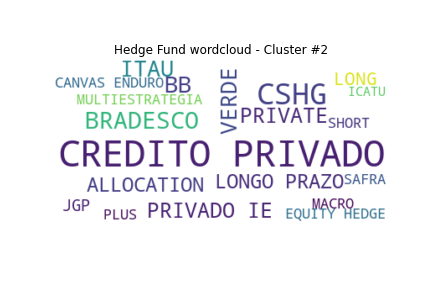 Hedge Fund wordcloud - Cluster #2
ITAU
CANVAS ENDURO
BB
VERDE
LONG
ICATU
MULTIESTRATEGIA
CSHG
BRADESCO
PRIVATE
SHORT
CREDITO PRIVADO
ALLOCATION
LONGO PRAZO
SAFRA
JGP
PLUS
PRIVADO IE
MACRO
EQUITY HEDGE